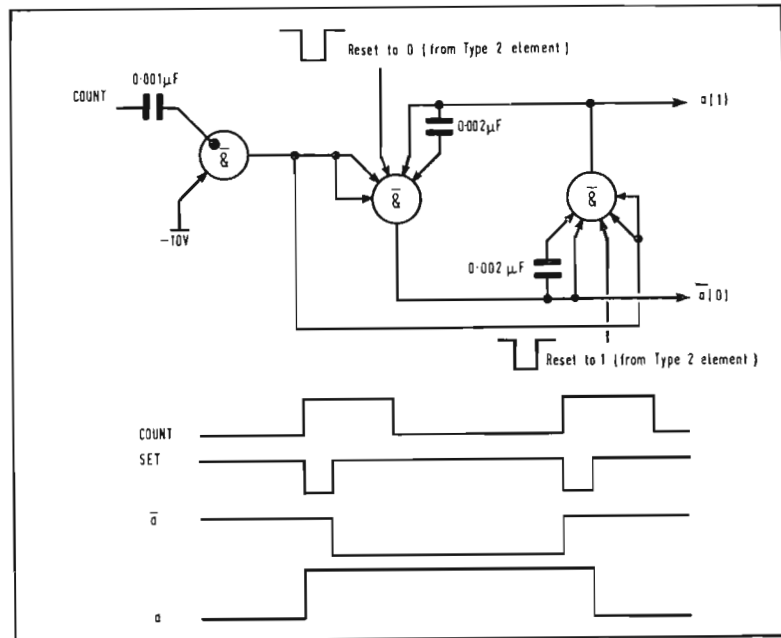 Reset to 0 (from Type 2 element)
0·001µF
COUNT
&̅
-10V
&̅
0·002µF
a(1)
&̅
0·002 µF
a̅(0)
Reset to 1 (from Type 2 element)
COUNT
SET
a̅
a